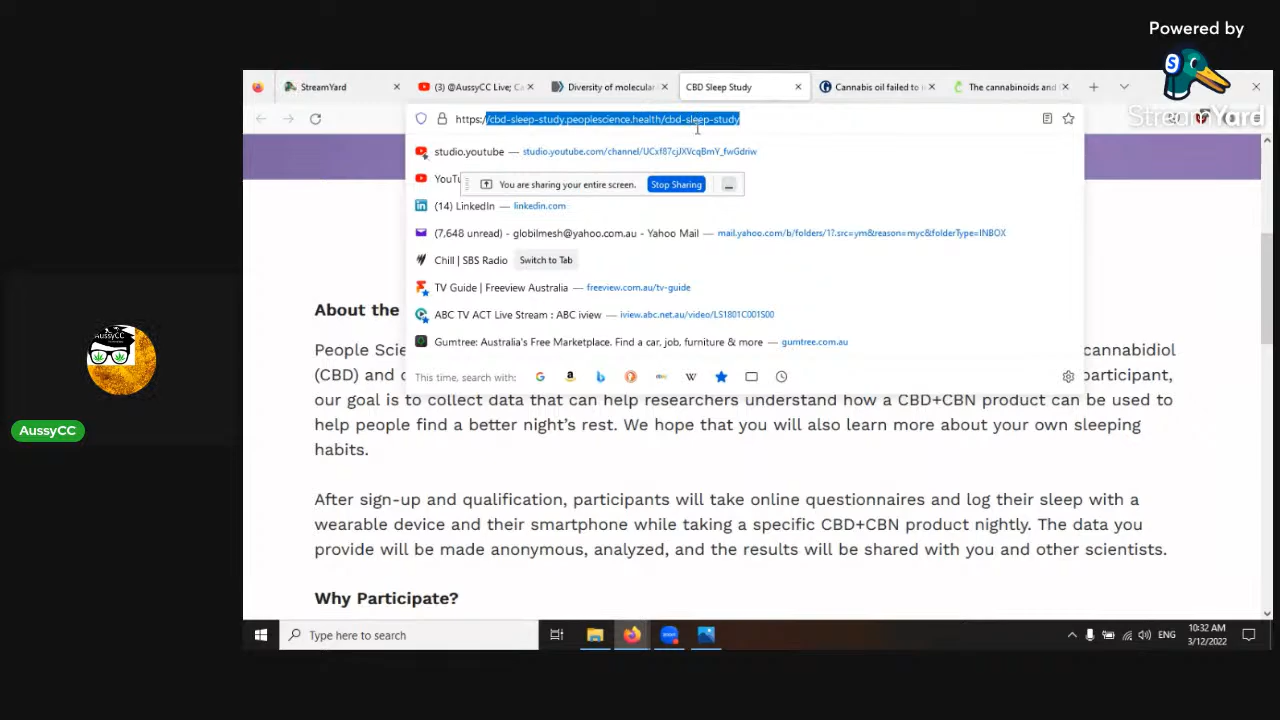 Powered by
StreamYard
StreamYard
(3) @AussyCC Live; Ca
Diversity of molecular
CBD Sleep Study
Cannabis oil failed to i
The cannabinoids and
https://cbd-sleep-study.peoplescience.health/cbd-sleep-study
studio.youtube — studio.youtube.com/channel/UCxf87cjJXVcqBmY_fwGdriw
YouTu
You are sharing your entire screen.
Stop Sharing
(14) LinkedIn — linkedin.com
(7,648 unread) - globilmesh@yahoo.com.au - Yahoo Mail — mail.yahoo.com/b/folders/1?.src=ym&reason=myc&folderType=INBOX
Chill | SBS Radio Switch to Tab
TV Guide | Freeview Australia — freeview.com.au/tv-guide
ABC TV ACT Live Stream : ABC iview — iview.abc.net.au/video/LS1801C001S00
Gumtree: Australia's Free Marketplace. Find a car, job, furniture & more — gumtree.com.au
This time, search with:
About the
People Scie cannabidiol
(CBD) and c participant,
our goal is to collect data that can help researchers understand how a CBD+CBN product can be used to
help people find a better night's rest. We hope that you will also learn more about your own sleeping
habits.
After sign-up and qualification, participants will take online questionnaires and log their sleep with a
wearable device and their smartphone while taking a specific CBD+CBN product nightly. The data you
provide will be made anonymous, analyzed, and the results will be shared with you and other scientists.
Why Participate?
AussyCC
AussyCC
Type here to search
ENG
10:32 AM
3/12/2022